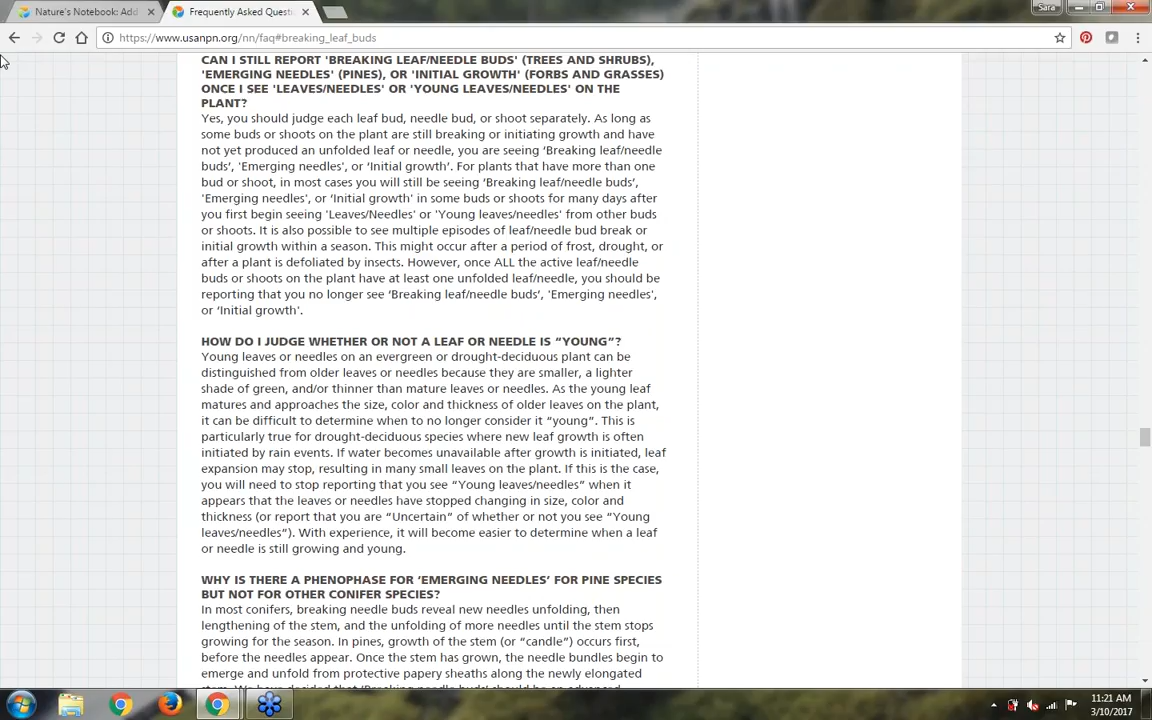 Nature's Notebook: Add
Frequently Asked Questi
Sara
https://www.usanpn.org/nn/faq#breaking_leaf_buds
CAN I STILL REPORT 'BREAKING LEAF/NEEDLE BUDS' (TREES AND SHRUBS),
'EMERGING NEEDLES' (PINES), OR 'INITIAL GROWTH' (FORBS AND GRASSES)
ONCE I SEE 'LEAVES/NEEDLES' OR 'YOUNG LEAVES/NEEDLES' ON THE
PLANT?
Yes, you should judge each leaf bud, needle bud, or shoot separately. As long as
some buds or shoots on the plant are still breaking or initiating growth and have
not yet produced an unfolded leaf or needle, you are seeing ‘Breaking leaf/needle
buds’, 'Emerging needles', or ‘Initial growth’. For plants that have more than one
bud or shoot, in most cases you will still be seeing ‘Breaking leaf/needle buds’,
'Emerging needles', or ‘Initial growth’ in some buds or shoots for many days after
you first begin seeing 'Leaves/Needles' or 'Young leaves/needles' from other buds
or shoots. It is also possible to see multiple episodes of leaf/needle bud break or
initial growth within a season. This might occur after a period of frost, drought, or
after a plant is defoliated by insects. However, once ALL the active leaf/needle
buds or shoots on the plant have at least one unfolded leaf/needle, you should be
reporting that you no longer see ‘Breaking leaf/needle buds’, 'Emerging needles',
or ‘Initial growth'.
HOW DO I JUDGE WHETHER OR NOT A LEAF OR NEEDLE IS “YOUNG”?
Young leaves or needles on an evergreen or drought-deciduous plant can be
distinguished from older leaves or needles because they are smaller, a lighter
shade of green, and/or thinner than mature leaves or needles. As the young leaf
matures and approaches the size, color and thickness of older leaves on the plant,
it can be difficult to determine when to no longer consider it “young”. This is
particularly true for drought-deciduous species where new leaf growth is often
initiated by rain events. If water becomes unavailable after growth is initiated, leaf
expansion may stop, resulting in many small leaves on the plant. If this is the case,
you will need to stop reporting that you see “Young leaves/needles” when it
appears that the leaves or needles have stopped changing in size, color and
thickness (or report that you are “Uncertain” of whether or not you see “Young
leaves/needles”). With experience, it will become easier to determine when a leaf
or needle is still growing and young.
WHY IS THERE A PHENOPHASE FOR ‘EMERGING NEEDLES’ FOR PINE SPECIES
BUT NOT FOR OTHER CONIFER SPECIES?
In most conifers, breaking needle buds reveal new needles unfolding, then
lengthening of the stem, and the unfolding of more needles until the stem stops
growing for the season. In pines, growth of the stem (or “candle”) occurs first,
before the needles appear. Once the stem has grown, the needle bundles begin to
emerge and unfold from protective papery sheaths along the newly elongated
stem. We have decided that ‘Breaking needle buds’ should be an advanced
11:21 AM
3/10/2017